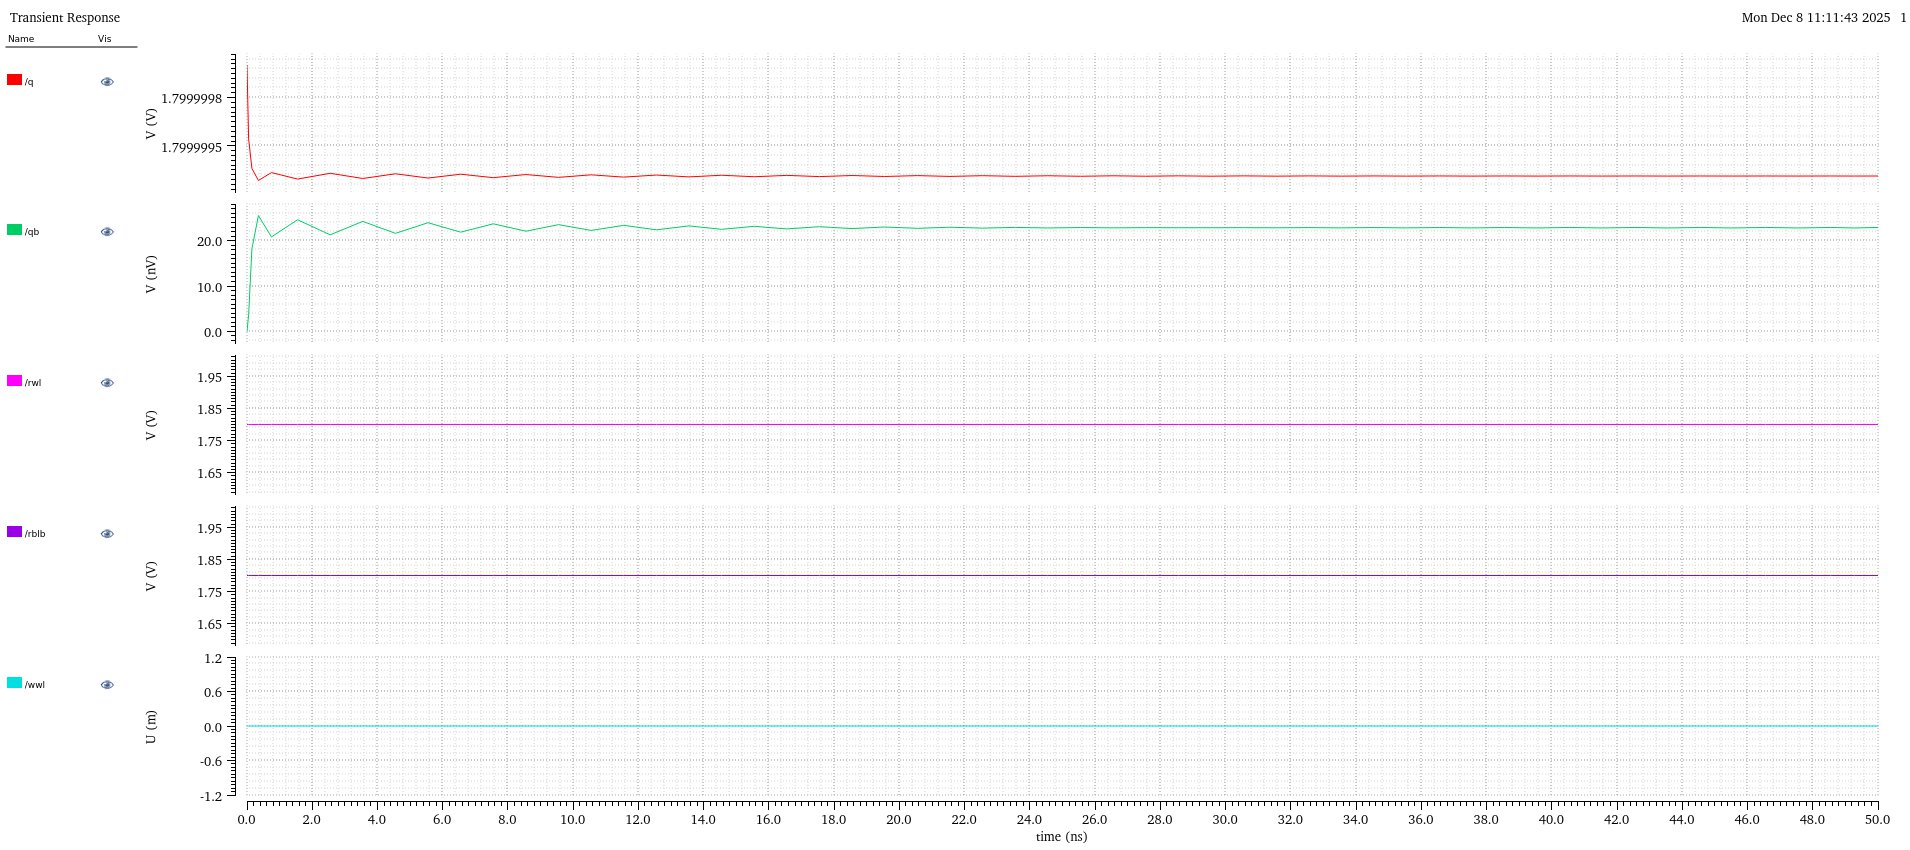 Transient Response
Mon Dec 8 11:11:43 2025 1
Name Vis
/q
V (V)
1.7999998
1.7999995
/qb
V (nV)
20.0
10.0
0.0
/rwl
V (V)
1.95
1.85
1.75
1.65
/rblb
V (V)
1.95
1.85
1.75
1.65
/wwl
U (m)
1.2
0.6
0.0
-0.6
-1.2
0.0 2.0 4.0 6.0 8.0 10.0 12.0 14.0 16.0 18.0 20.0 22.0 24.0 26.0 28.0 30.0 32.0 34.0 36.0 38.0 40.0 42.0 44.0 46.0 48.0 50.0
time (ns)